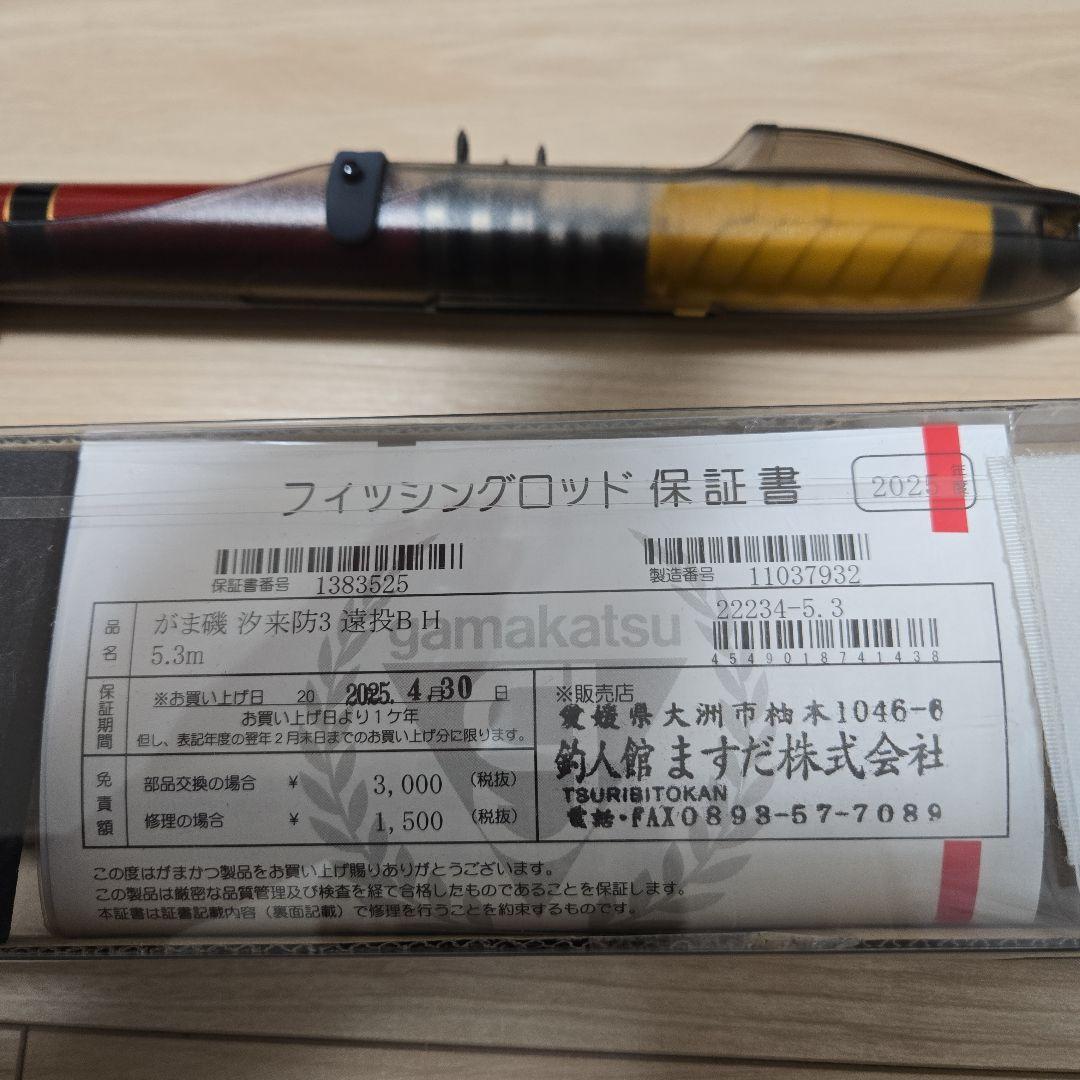 フィッシングロッド 保証書
2025 年度
保証書番号 1383525
製造番号 11037932
品名
がま磯 汐来防3 遠投BH
5.3m
22234-5.3
4549018741438
gamakatsu
保証期間
※お買い上げ日 20 2025. 4月30 日
お買い上げ日より1ケ年
但し、表記年度の翌年2月末日までのお買い上げ分に限ります。
※販売店
愛媛県大洲市柚木1046-6
釣人館ますだ株式会社
TSURIBITOKAN
電話・FAX0893-57-7089
免責額
部品交換の場合 ¥ 3,000 (税抜)
修理の場合 ¥ 1,500 (税抜)
この度はがまかつ製品をお買い上げ賜りありがとうございます。
この製品は厳密な品質管理及び検査を経て合格したものであることを保証します。
本証書は証書記載内容(裏面記載)で修理を行うことを約束するものです。